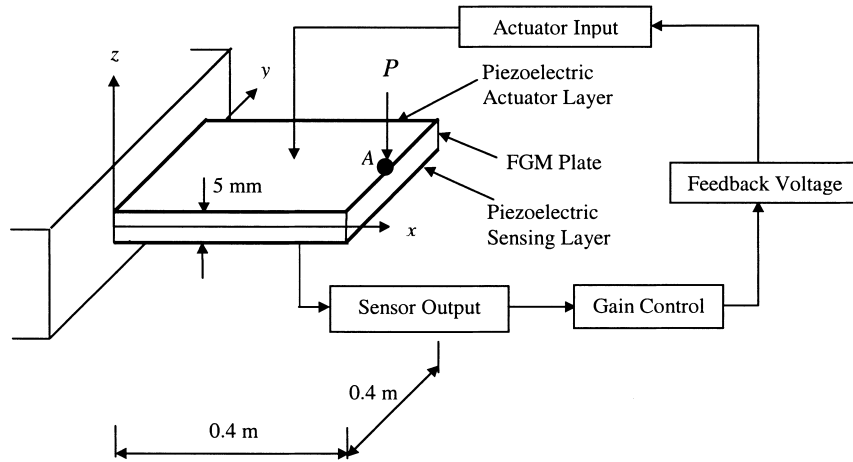 Actuator Input
z
y
P
Piezoelectric
Actuator Layer
A
FGM Plate
5 mm
Feedback Voltage
Piezoelectric
Sensing Layer
x
Sensor Output
Gain Control
0.4 m
0.4 m